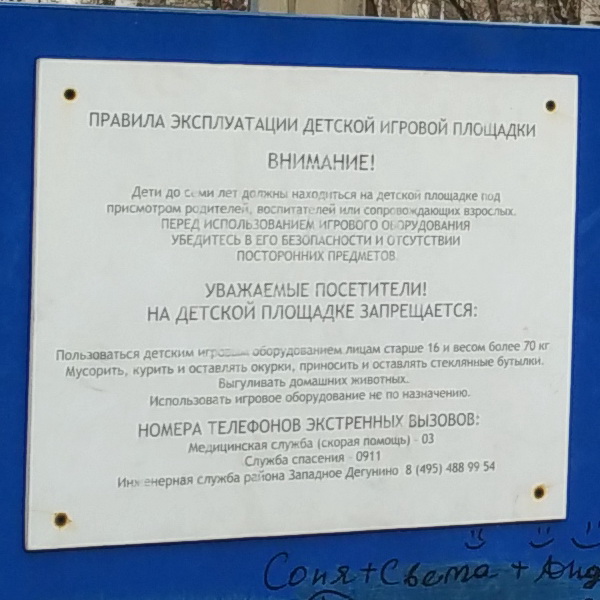 ПРАВИЛА ЭКСПЛУАТАЦИИ ДЕТСКОЙ ИГРОВОЙ ПЛОЩАДКИ
ВНИМАНИЕ!
Дети до семи лет должны находиться на детской площадке под
присмотром родителей, воспитателей или сопровождающих взрослых.
ПЕРЕД ИСПОЛЬЗОВАНИЕМ ИГРОВОГО ОБОРУДОВАНИЯ
УБЕДИТЕСЬ В ЕГО БЕЗОПАСНОСТИ И ОТСУТСТВИИ
ПОСТОРОННИХ ПРЕДМЕТОВ.
УВАЖАЕМЫЕ ПОСЕТИТЕЛИ!
НА ДЕТСКОЙ ПЛОЩАДКЕ ЗАПРЕЩАЕТСЯ:
Пользоваться детским игровым оборудованием лицам старше 16 и весом более 70 кг
Мусорить, курить и оставлять окурки, приносить и оставлять стеклянные бутылки.
Выгуливать домашних животных.
Использовать игровое оборудование не по назначению.
НОМЕРА ТЕЛЕФОНОВ ЭКСТРЕННЫХ ВЫЗОВОВ:
Медицинская служба (скорая помощь) - 03
Служба спасения - 0911
Инженерная служба района Западное Дегунино 8 (495) 488 99 54
Соня+Света +